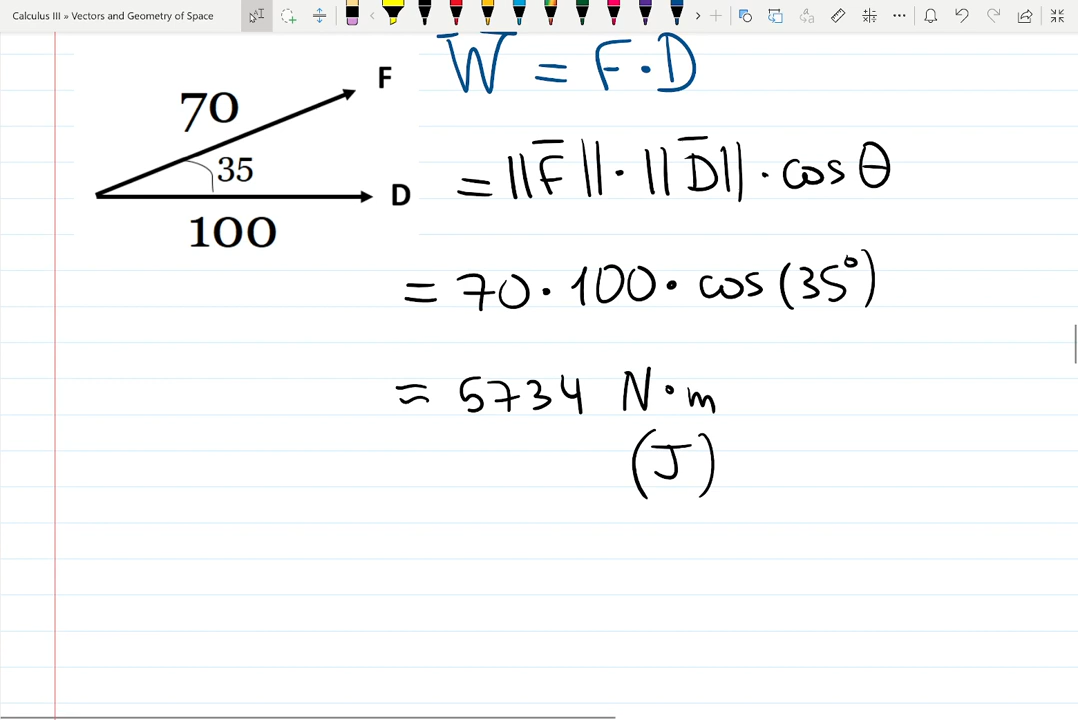 Calculus III » Vectors and Geometry of Space
W̅ = F · D
F
70
35
D
100
= ||F̅|| · ||D̅|| · cos θ
= 70 · 100 · cos (35°)
≈ 5734 N · m
(J)